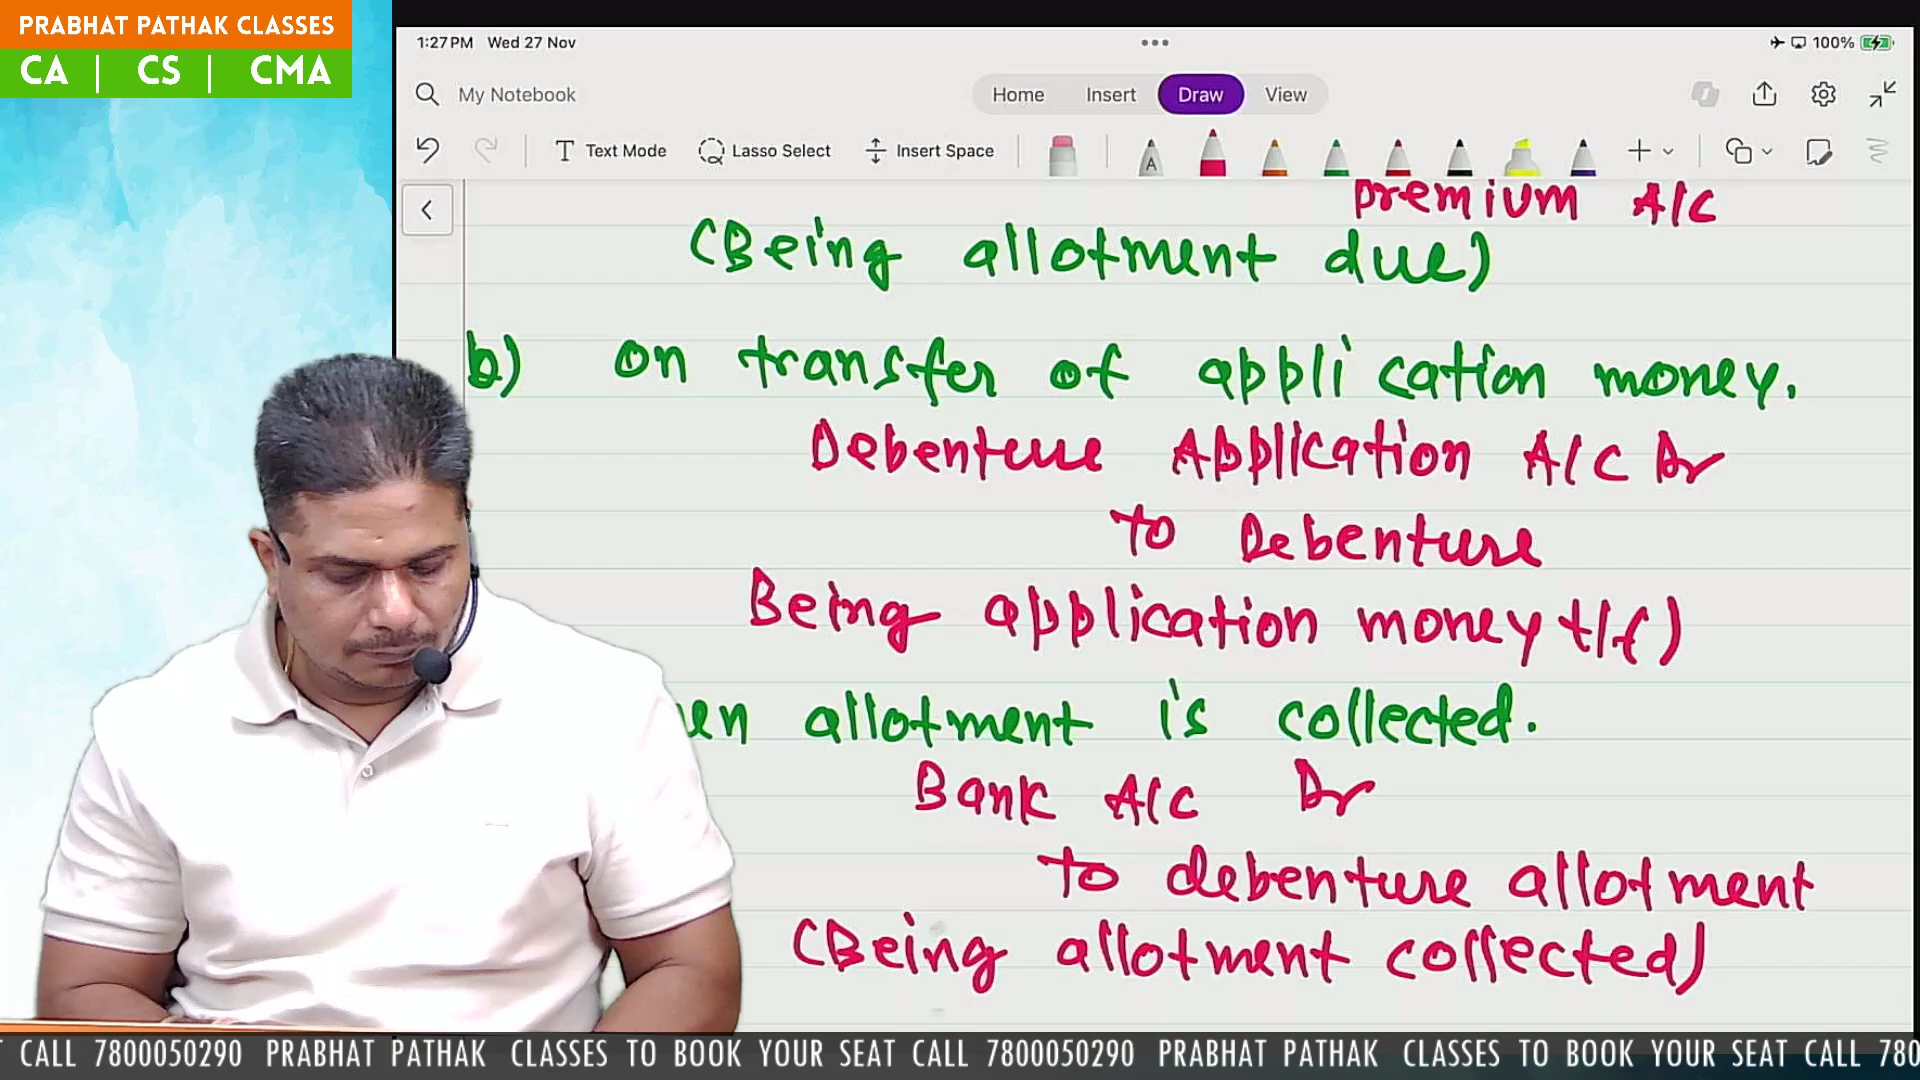 PRABHAT PATHAK CLASSES
CA | CS | CMA
1:27 PM Wed 27 Nov
100%
My Notebook
Home Insert Draw View
Text Mode Lasso Select Insert Space
A
premium A/C
(Being allotment due)
b) on transfer of application money.
Debenture Application A/C Dr
to Debenture
Being application money t/f)
en allotment is collected.
Bank A/C Dr
to debenture allotment
(Being allotment collected)
CALL 7800050290 PRABHAT PATHAK CLASSES TO BOOK YOUR SEAT CALL 7800050290 PRABHAT PATHAK CLASSES TO BOOK YOUR SEAT CALL 780